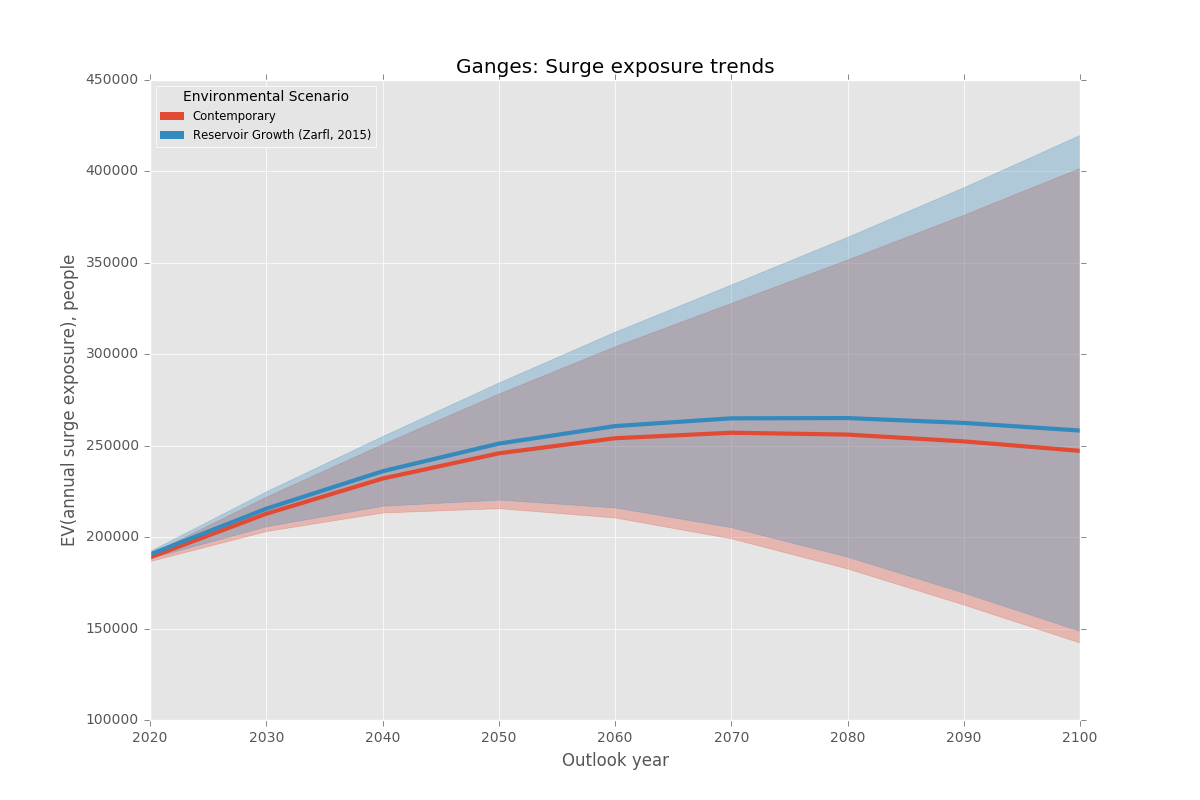 Ganges: Surge exposure trends
450000
400000
350000
300000
250000
200000
150000
100000
EV(annual surge exposure), people
Environmental Scenario
Contemporary
Reservoir Growth (Zarfl, 2015)
2020 2030 2040 2050 2060 2070 2080 2090 2100
Outlook year